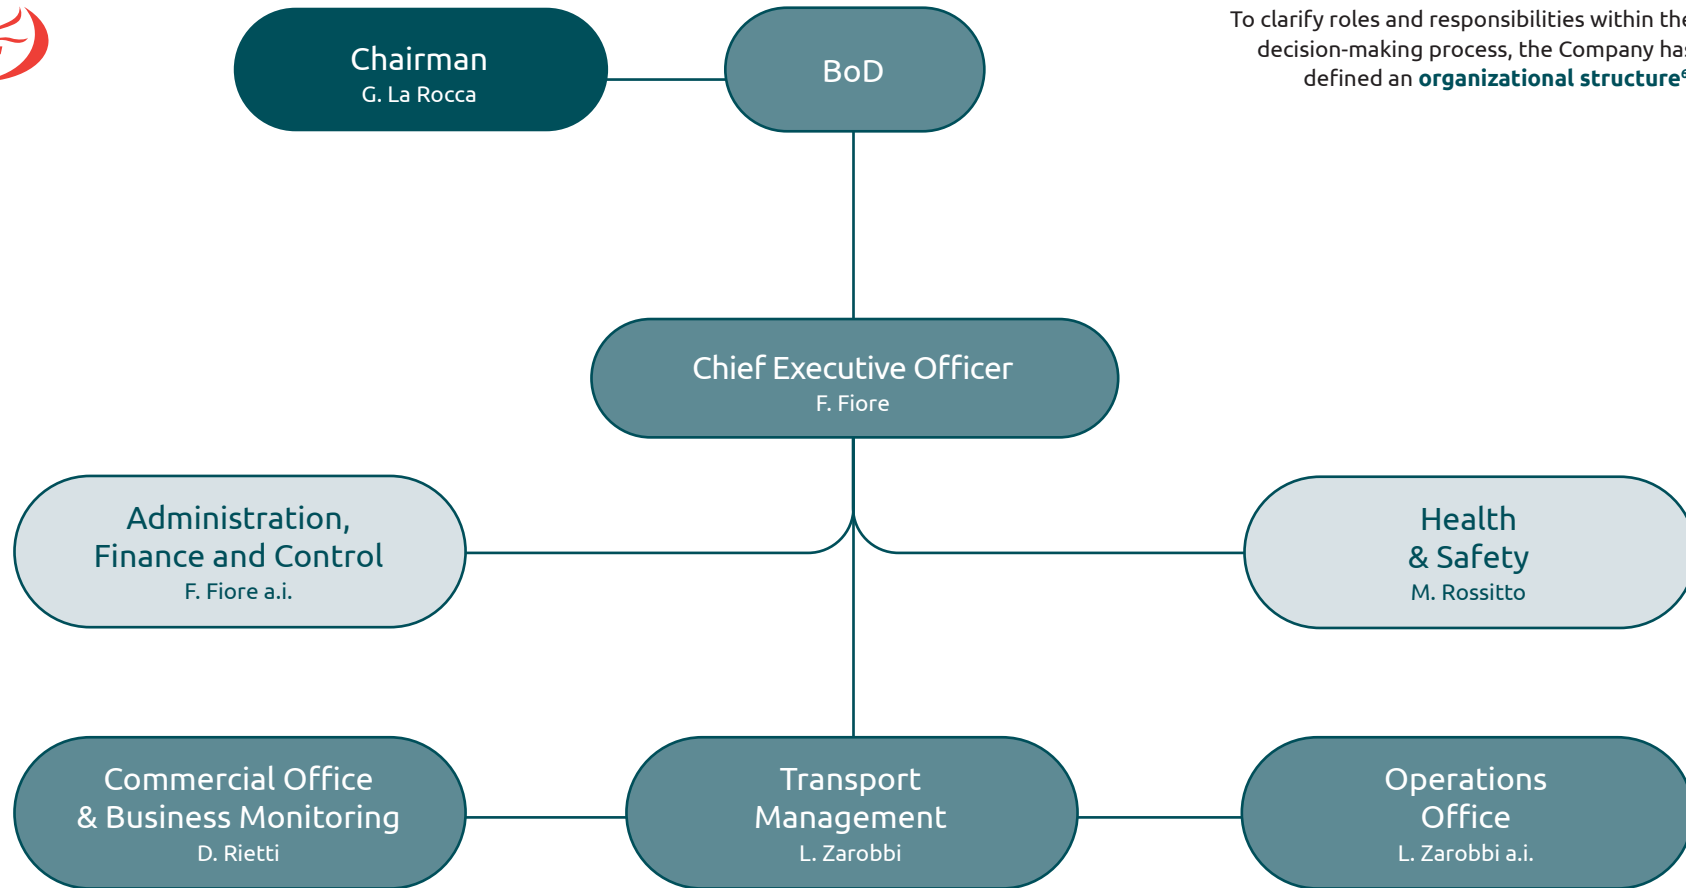 To clarify roles and responsibilities within the
decision-making process, the Company has
defined an organizational structure⁶
Chairman
G. La Rocca
BoD
Chief Executive Officer
F. Fiore
Administration,
Finance and Control
F. Fiore a.i.
Health
& Safety
M. Rossitto
Commercial Office
& Business Monitoring
D. Rietti
Transport
Management
L. Zarobbi
Operations
Office
L. Zarobbi a.i.